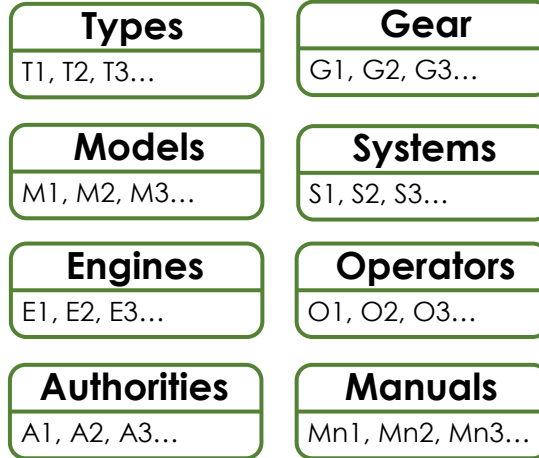 Types
T1, T2, T3…
Gear
G1, G2, G3…
Models
M1, M2, M3…
Systems
S1, S2, S3…
Engines
E1, E2, E3…
Operators
O1, O2, O3…
Authorities
A1, A2, A3…
Manuals
Mn1, Mn2, Mn3…